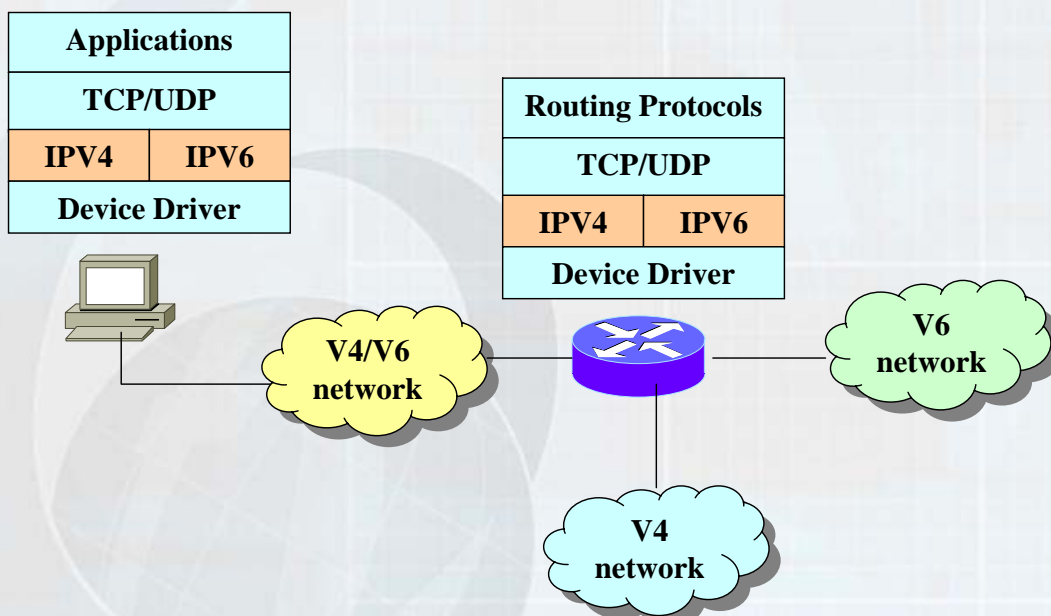 Applications
TCP/UDP
IPV4 IPV6
Device Driver
Routing Protocols
TCP/UDP
IPV4 IPV6
Device Driver
V4/V6
network
V6
network
V4
network